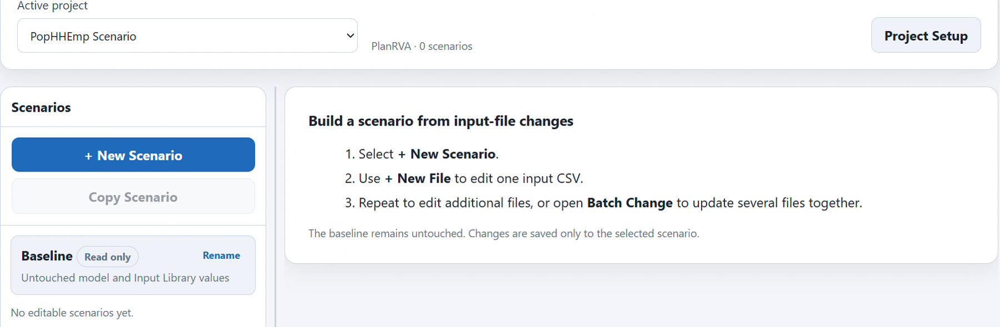 Active project
PopHHEmp Scenario
PlanRVA · 0 scenarios
Project Setup
Scenarios
+ New Scenario
Copy Scenario
Baseline Read only Rename
Untouched model and Input Library values
No editable scenarios yet.
Build a scenario from input-file changes
1. Select + New Scenario.
2. Use + New File to edit one input CSV.
3. Repeat to edit additional files, or open Batch Change to update several files together.
The baseline remains untouched. Changes are saved only to the selected scenario.